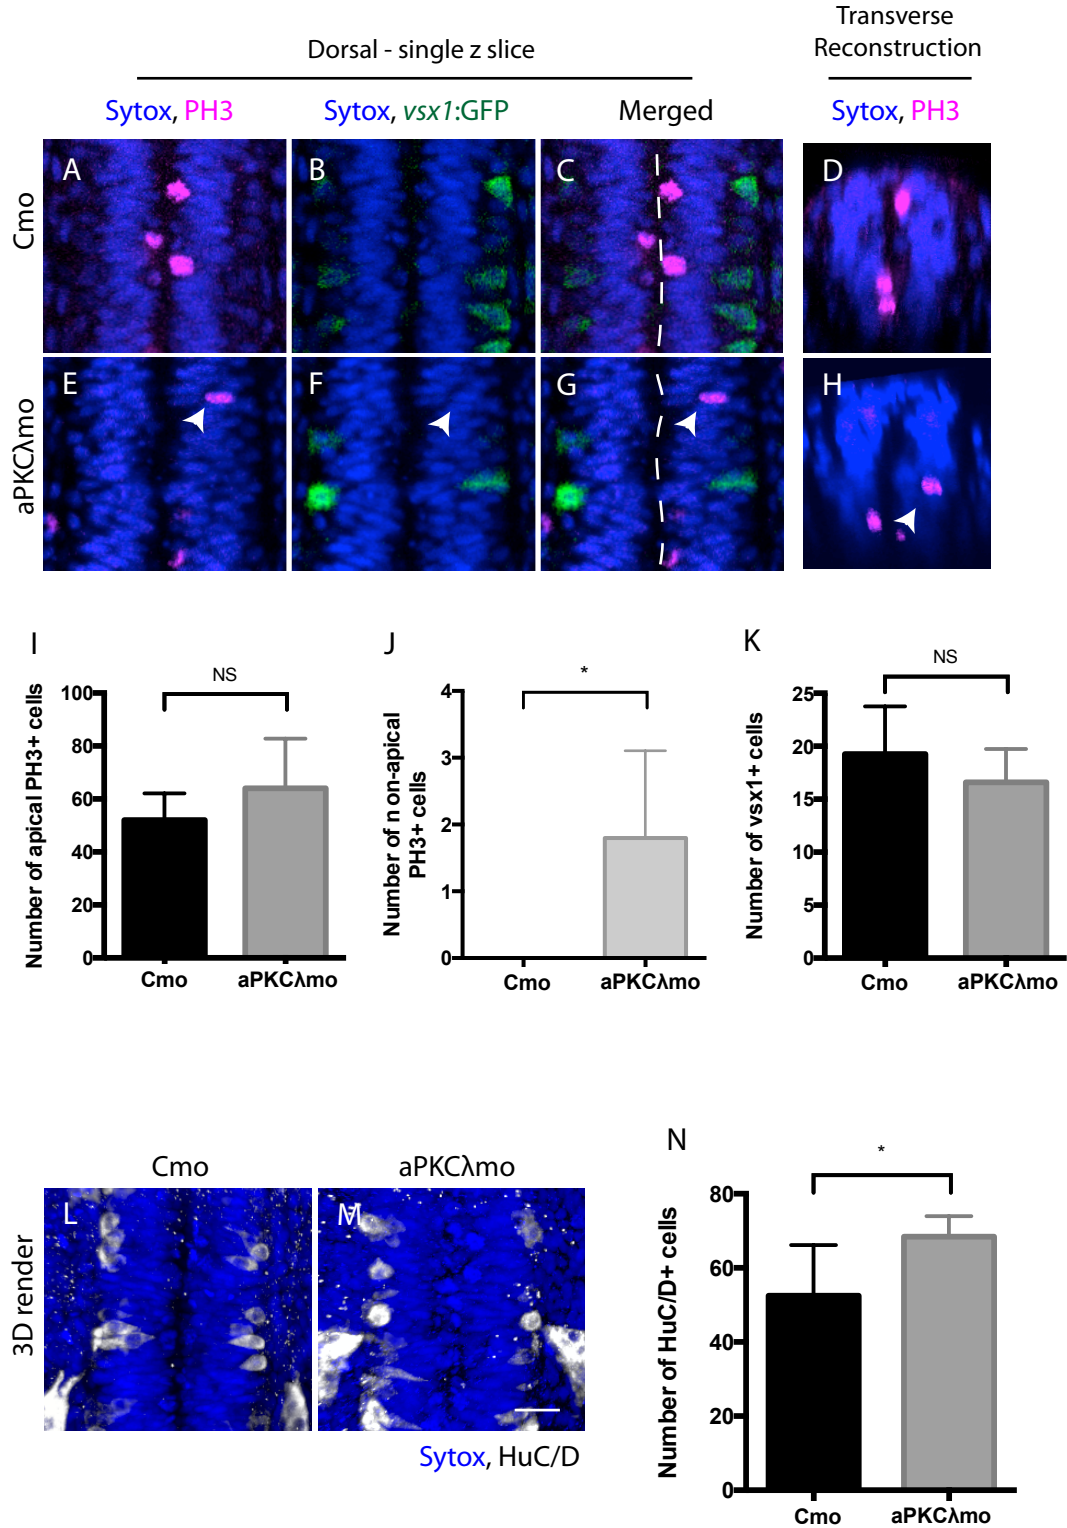 Transverse
Reconstruction
Dorsal - single z slice
Sytox, PH3
Sytox, vsx1:GFP
Merged
Sytox, PH3
Cmo
A
B
C
D
aPKCλmo
E
F
G
H
I
NS
Number of apical PH3+ cells
100
80
60
40
20
0
Cmo
aPKCλmo
J
*
Number of n on-apical
PH3+ cells
4
3
2
1
0
Cmo
aPKCλmo
K
NS
Number of vsx1+ cells
25
20
15
10
5
0
Cmo
aPKCλmo
Cmo
aPKCλmo
3D render
L
M
Sytox, HuC/D
N
*
Number of HuC/D+ cells
80
60
40
20
0
Cmo
aPKCλmo